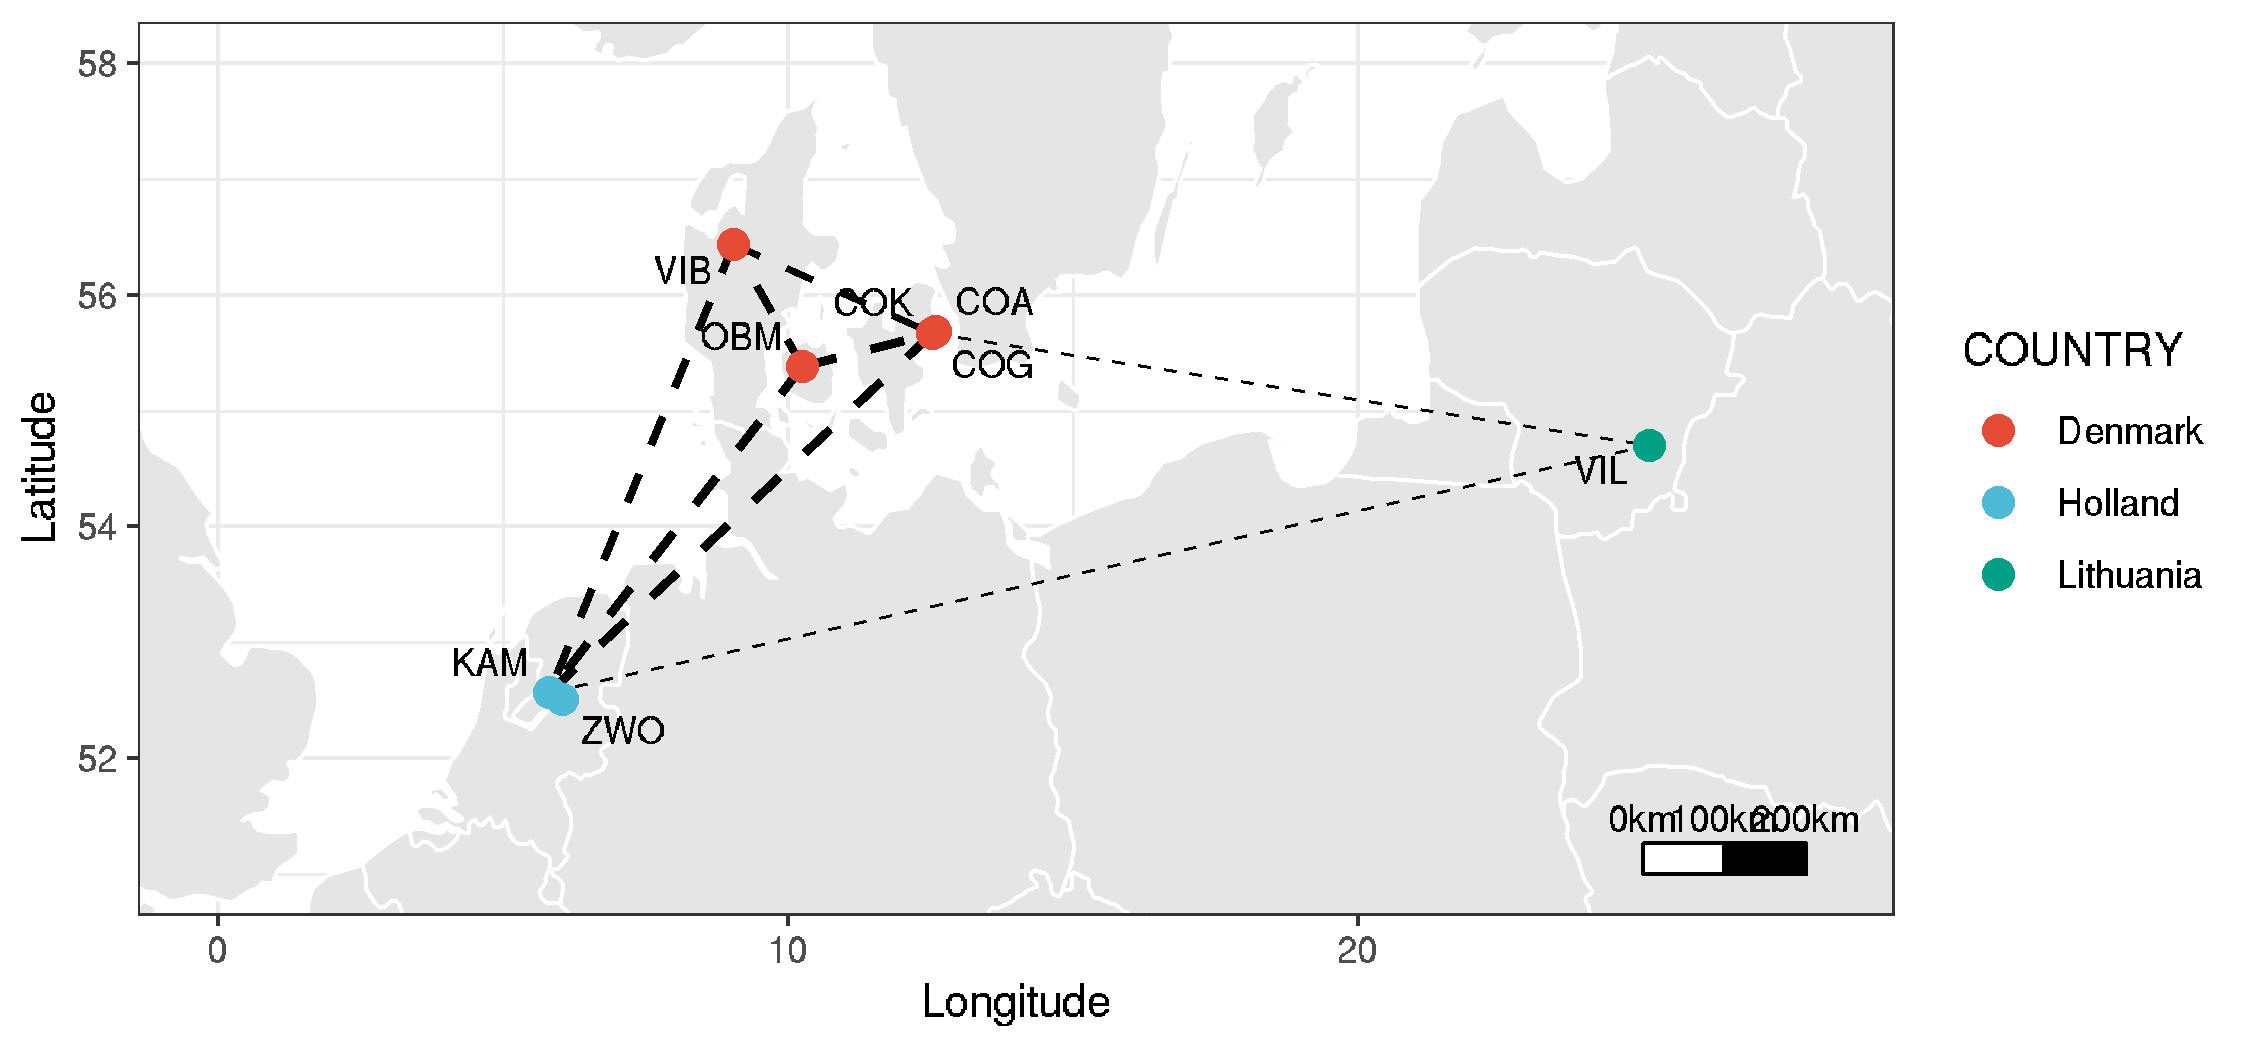 58
56
54
52
Latitude
0
10
20
Longitude
VIB
OBM
COK
COA
COG
VIL
KAM
ZWO
0km
100km
200km
COUNTRY
Denmark
Holland
Lithuania